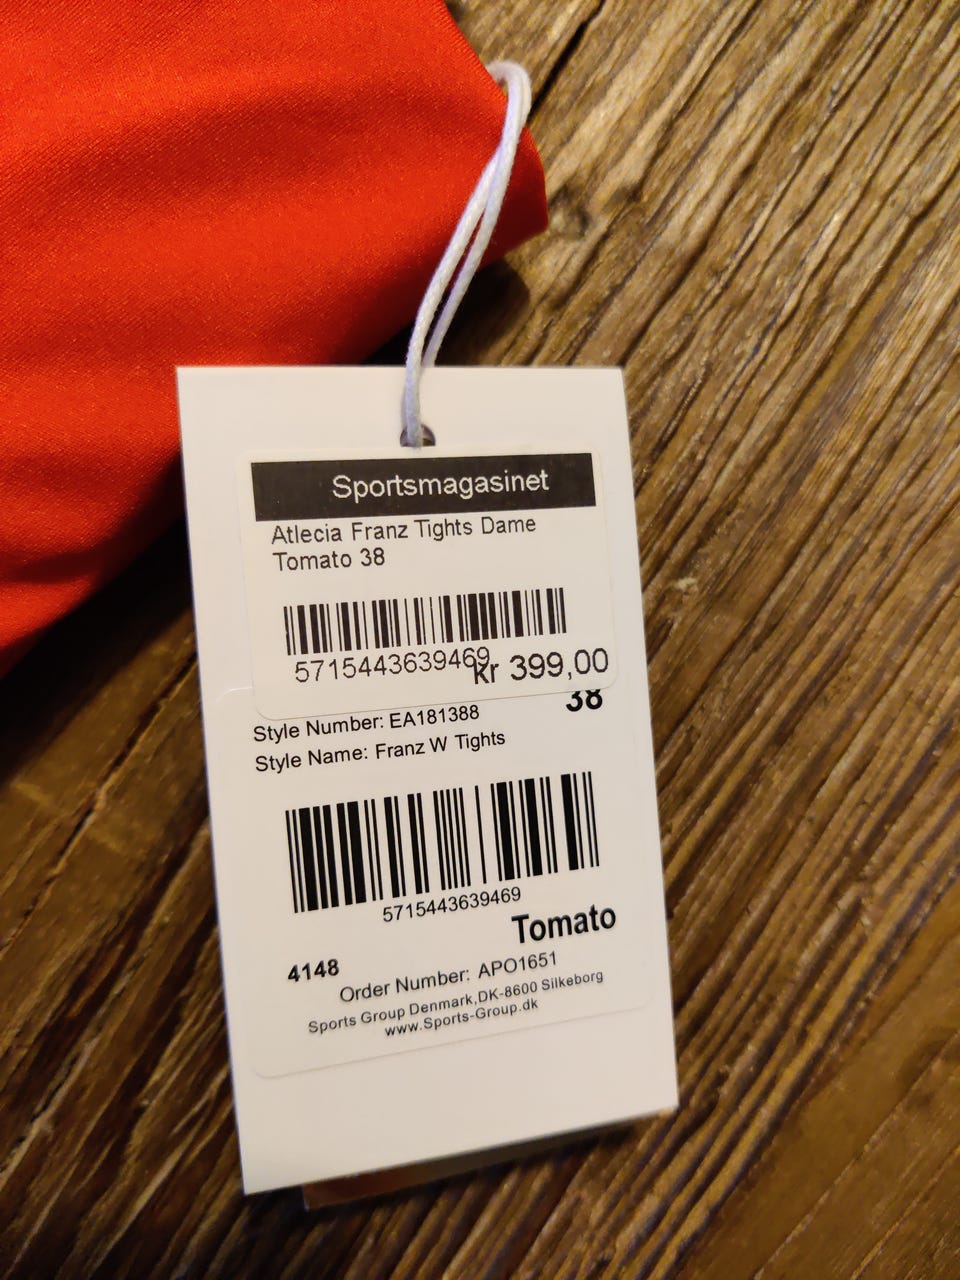 Sportsmagasinet
Atlecia Franz Tights Dame
Tomato 38
5715443639469
kr 399,00
38
Style Number: EA181388
Style Name: Franz W Tights
5715443639469
Tomato
4148
Order Number: APO1651
Sports Group Denmark,DK-8600 Silkeborg
www.Sports-Group.dk